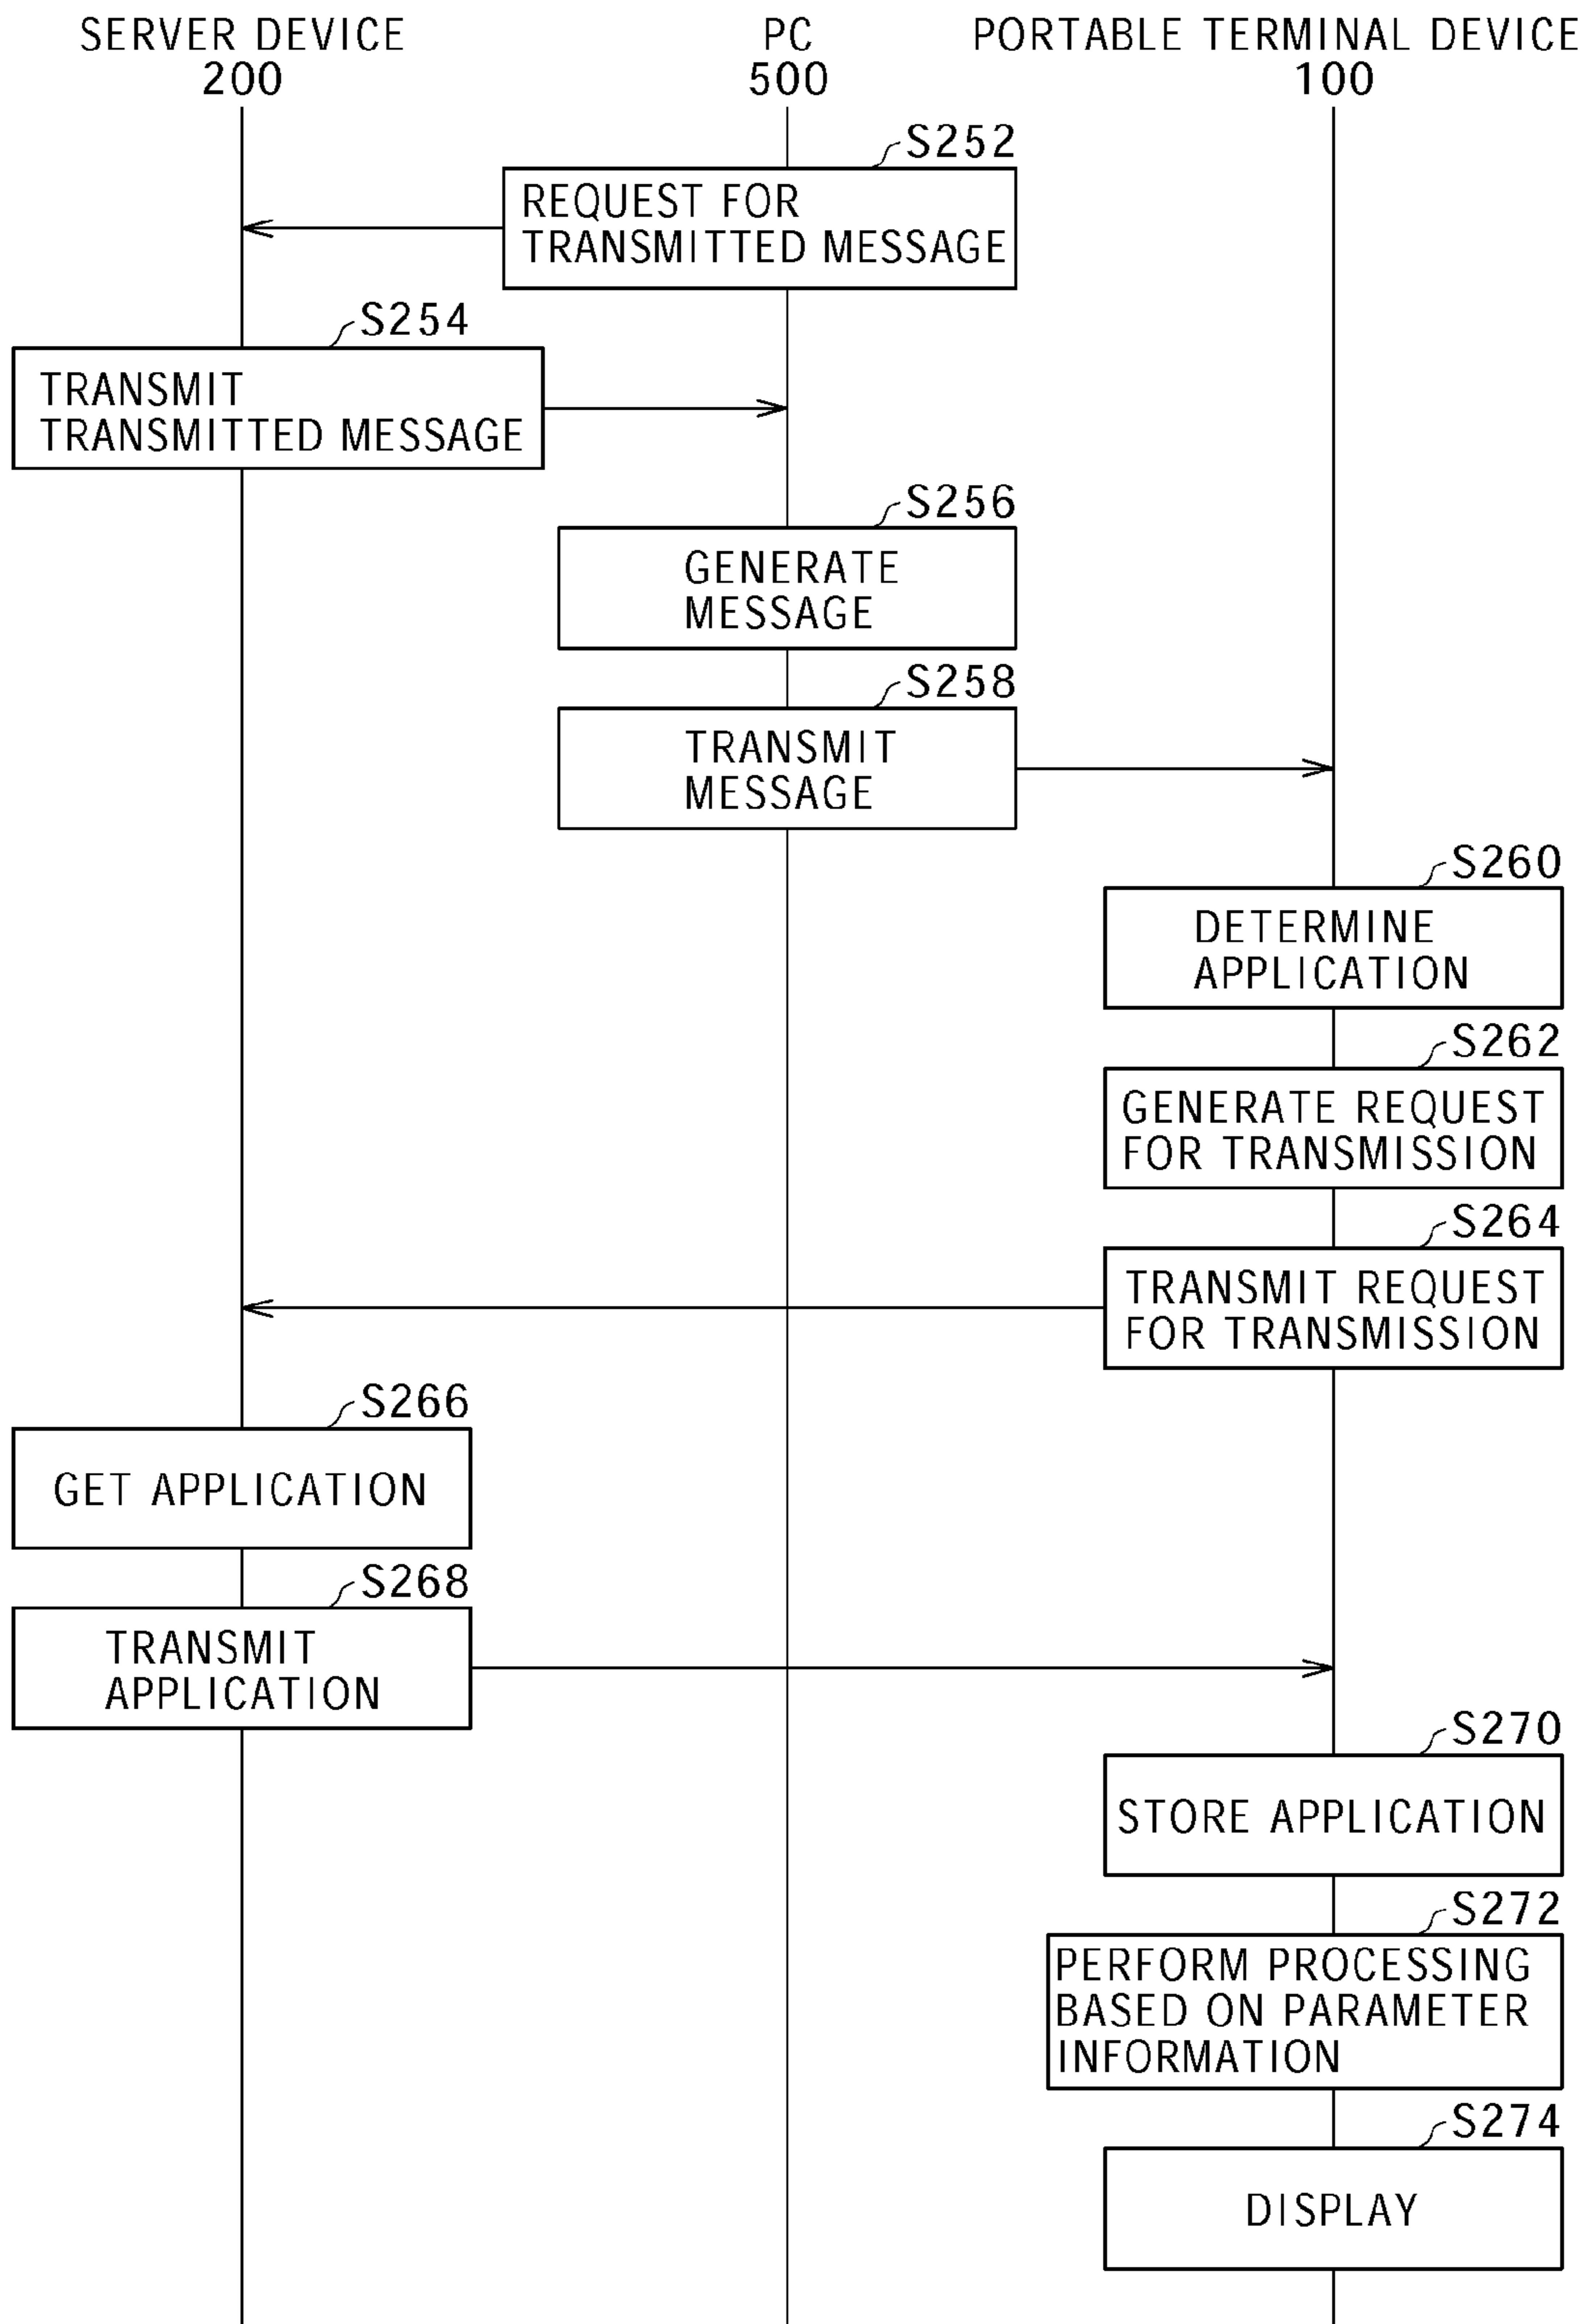 SERVER DEVICE
200
PC
500
PORTABLE TERMINAL DEVICE
100
S252
REQUEST FOR
TRANSMITTED MESSAGE
S254
TRANSMIT
TRANSMITTED MESSAGE
S256
GENERATE
MESSAGE
S258
TRANSMIT
MESSAGE
S260
DETERMINE
APPLICATION
S262
GENERATE REQUEST
FOR TRANSMISSION
S264
TRANSMIT REQUEST
FOR TRANSMISSION
S266
GET APPLICATION
S268
TRANSMIT
APPLICATION
S270
STORE APPLICATION
S272
PERFORM PROCESSING
BASED ON PARAMETER
INFORMATION
S274
DISPLAY